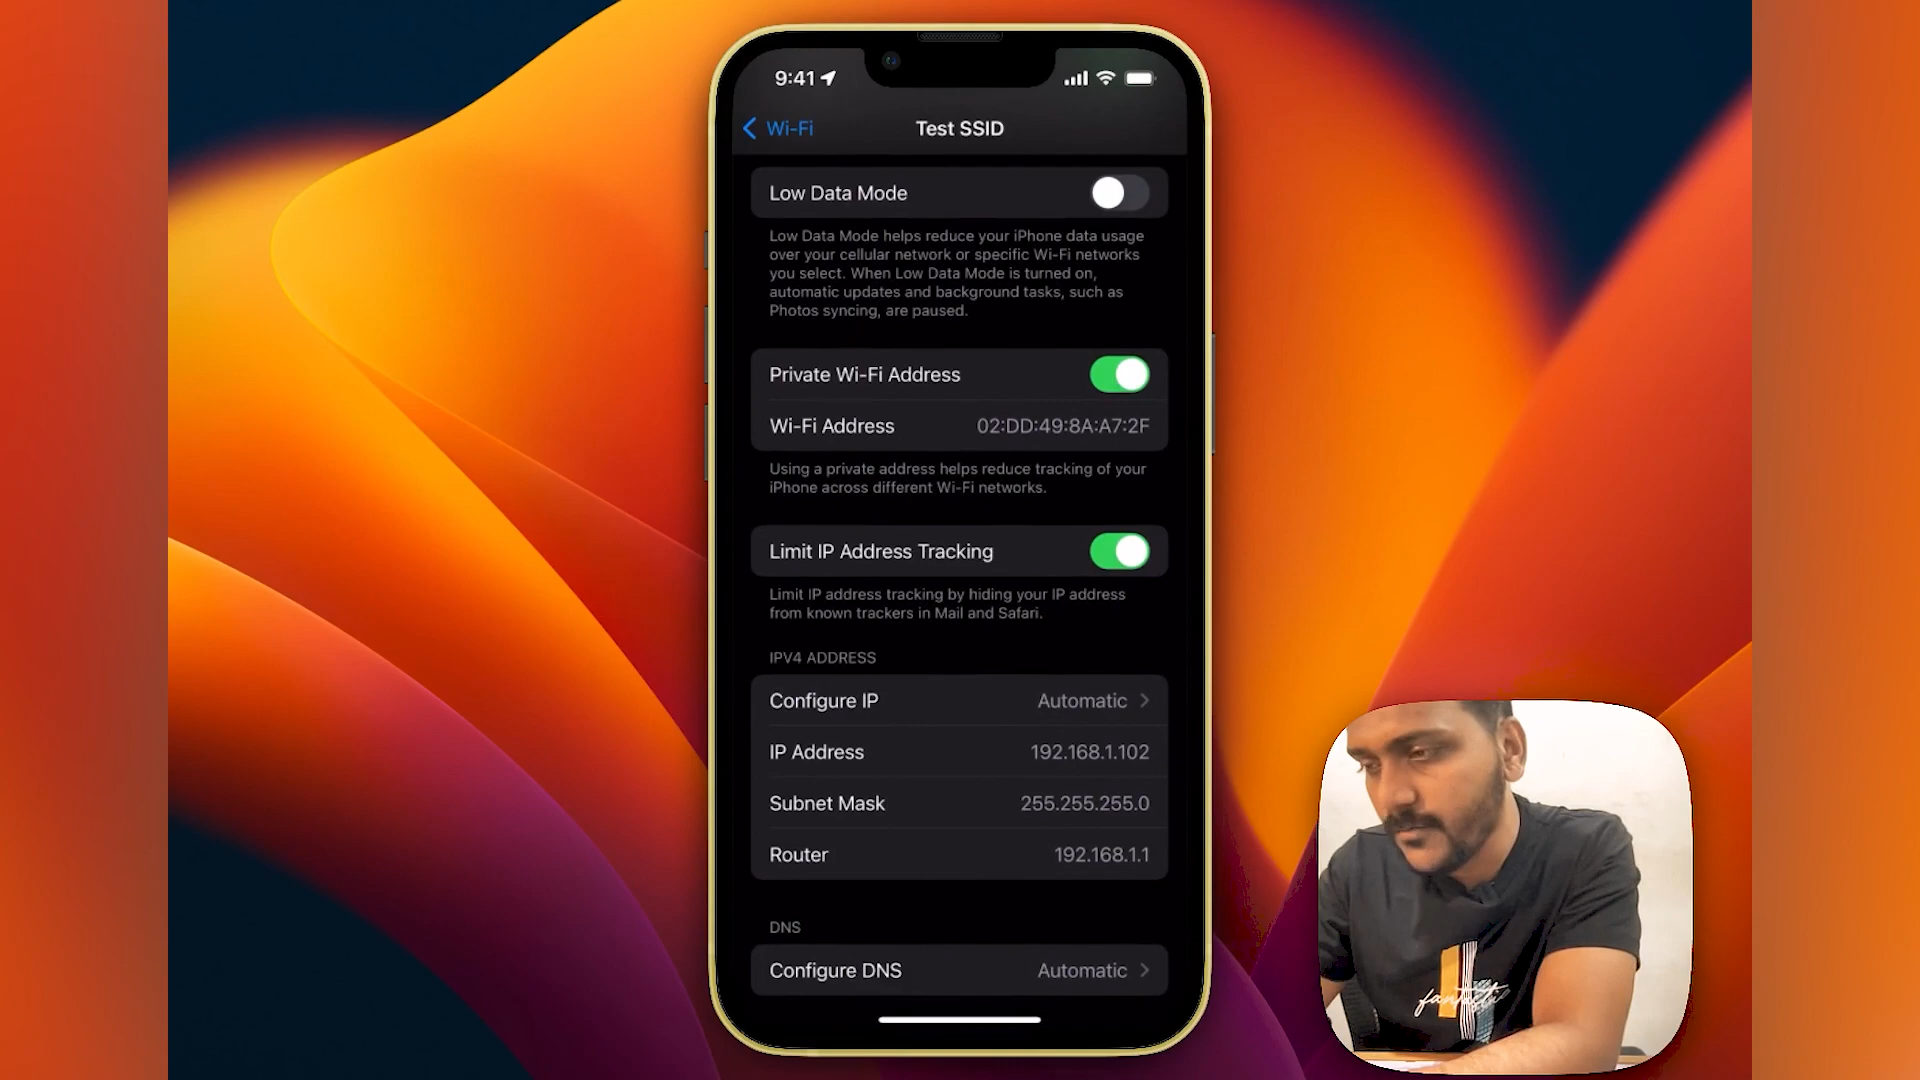 9:41
Wi-Fi
Test SSID
Low Data Mode
Low Data Mode helps reduce your iPhone data usage
over your cellular network or specific Wi-Fi networks
you select. When Low Data Mode is turned on,
automatic updates and background tasks, such as
Photos syncing, are paused.
Private Wi-Fi Address
Wi-Fi Address 02:DD:49:8A:A7:2F
Using a private address helps reduce tracking of your
iPhone across different Wi-Fi networks.
Limit IP Address Tracking
Limit IP address tracking by hiding your IP address
from known trackers in Mail and Safari.
IPV4 ADDRESS
Configure IP Automatic
IP Address 192.168.1.102
Subnet Mask 255.255.255.0
Router 192.168.1.1
DNS
Configure DNS Automatic